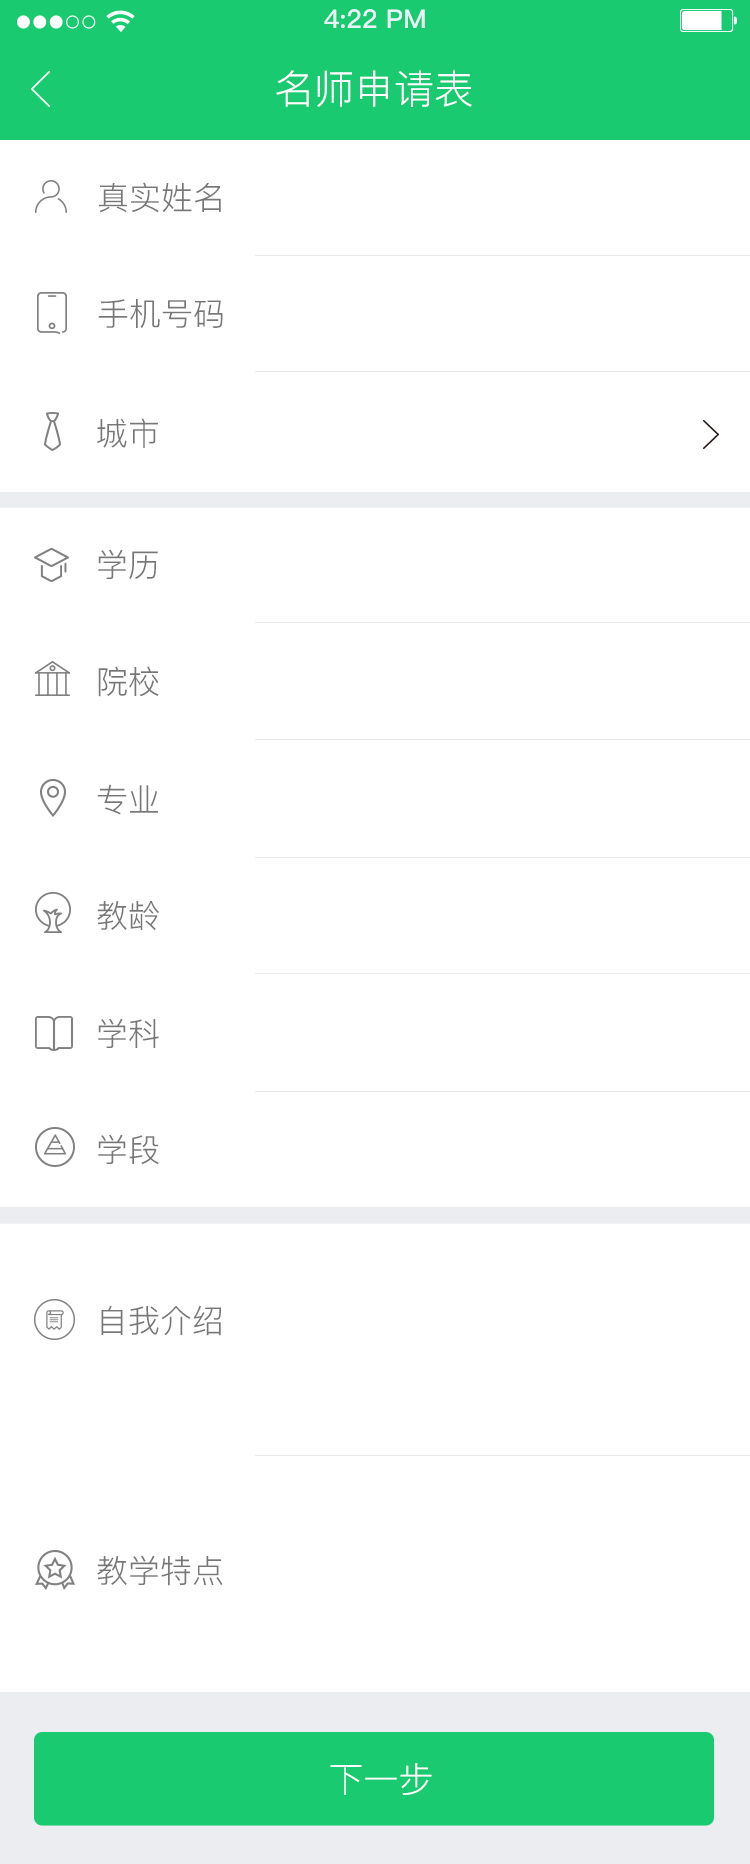 4:22 PM
名师申请表
真实姓名
手机号码
城市
学历
院校
专业
教龄
学科
学段
自我介绍
教学特点
下一步